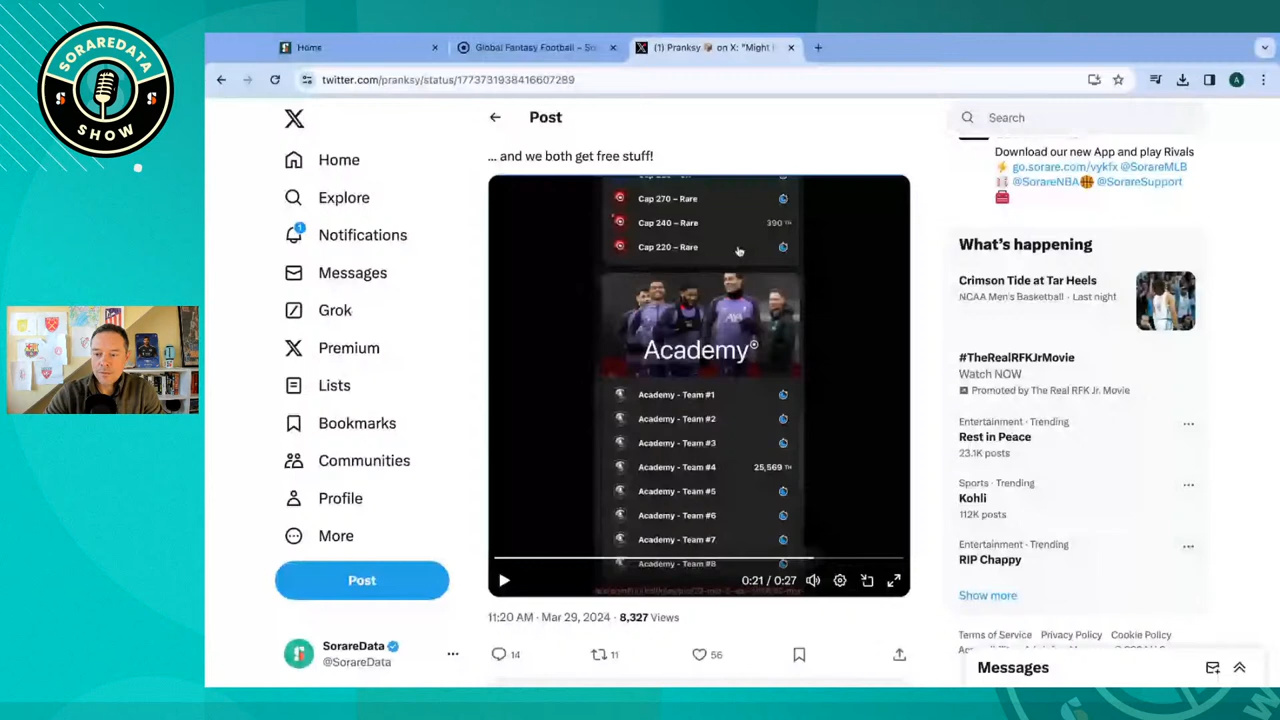 SORAREDATA
SHOW
Home
Global Fantasy Football – So
(1) Pranksy 📦 on X: "Might
twitter.com/pranksy/status/1773731938416607289
Home
Explore
1
Notifications
Messages
Grok
Premium
Lists
Bookmarks
Communities
Profile
More
Post
SorareData
@SorareData
Post
... and we both get free stuff!
Cap 270 – Rare
Cap 240 – Rare 390 TH
Cap 220 – Rare
Academy
Academy - Team #1
Academy - Team #2
Academy - Team #3
Academy - Team #4 25,569 TH
Academy - Team #5
Academy - Team #6
Academy - Team #7
Academy - Team #8
0:21 / 0:27
11:20 AM · Mar 29, 2024 · 8,327 Views
14 11 56
Search
Download our new App and play Rivals
⚡ go.sorare.com/vykfx @SorareMLB
@SorareNBA🏀 @SorareSupport
What's happening
Crimson Tide at Tar Heels
NCAA Men's Basketball · Last night
#TheRealRFKJrMovie
Watch NOW
Promoted by The Real RFK Jr. Movie
Entertainment · Trending
Rest in Peace
23.1K posts
Sports · Trending
Kohli
112K posts
Entertainment · Trending
RIP Chappy
Show more
Terms of Service Privacy Policy Cookie Policy
Messages